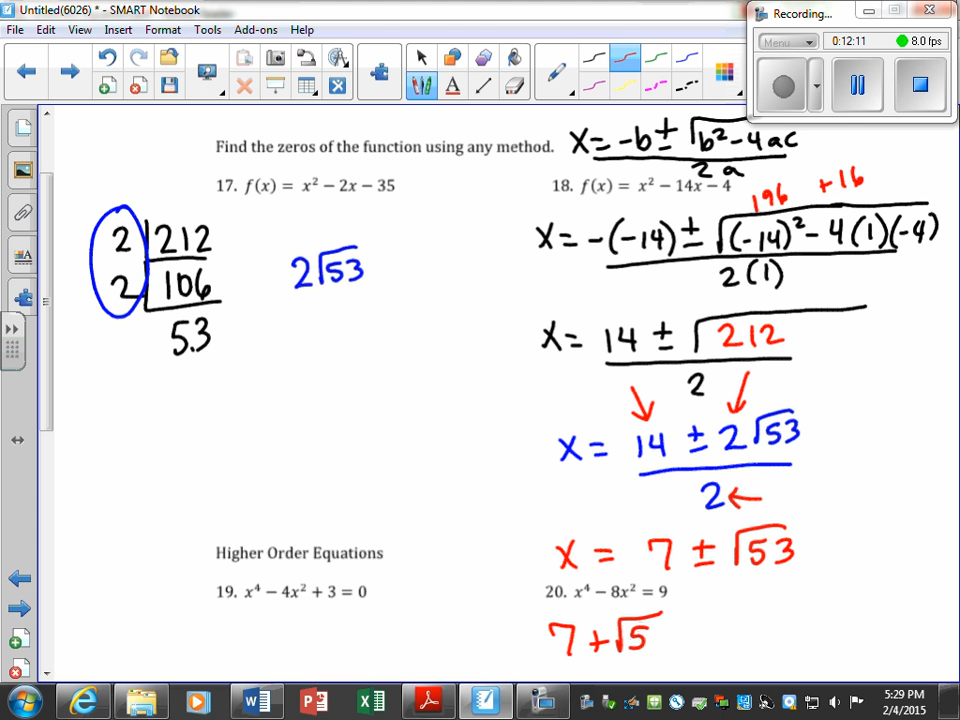 Untitled(6026) * - SMART Notebook
File Edit View Insert Format Tools Add-ons Help
Recording...
Menu 0:12:11 8.0 fps
Find the zeros of the function using any method.
x = -b ± √b² - 4ac
2a
17. f(x) = x² − 2x − 35
18. f(x) = x² − 14x − 4
196 +16
x = -(-14) ± √(-14)² - 4(1)(-4)
2(1)
2 212
2 106
53
2√53
x = 14 ± √212
2
x = 14 ± 2√53
2 ←
x = 7 ± √53
Higher Order Equations
19. x⁴ − 4x² + 3 = 0
20. x⁴ − 8x² = 9
7 + √5
5:29 PM
2/4/2015